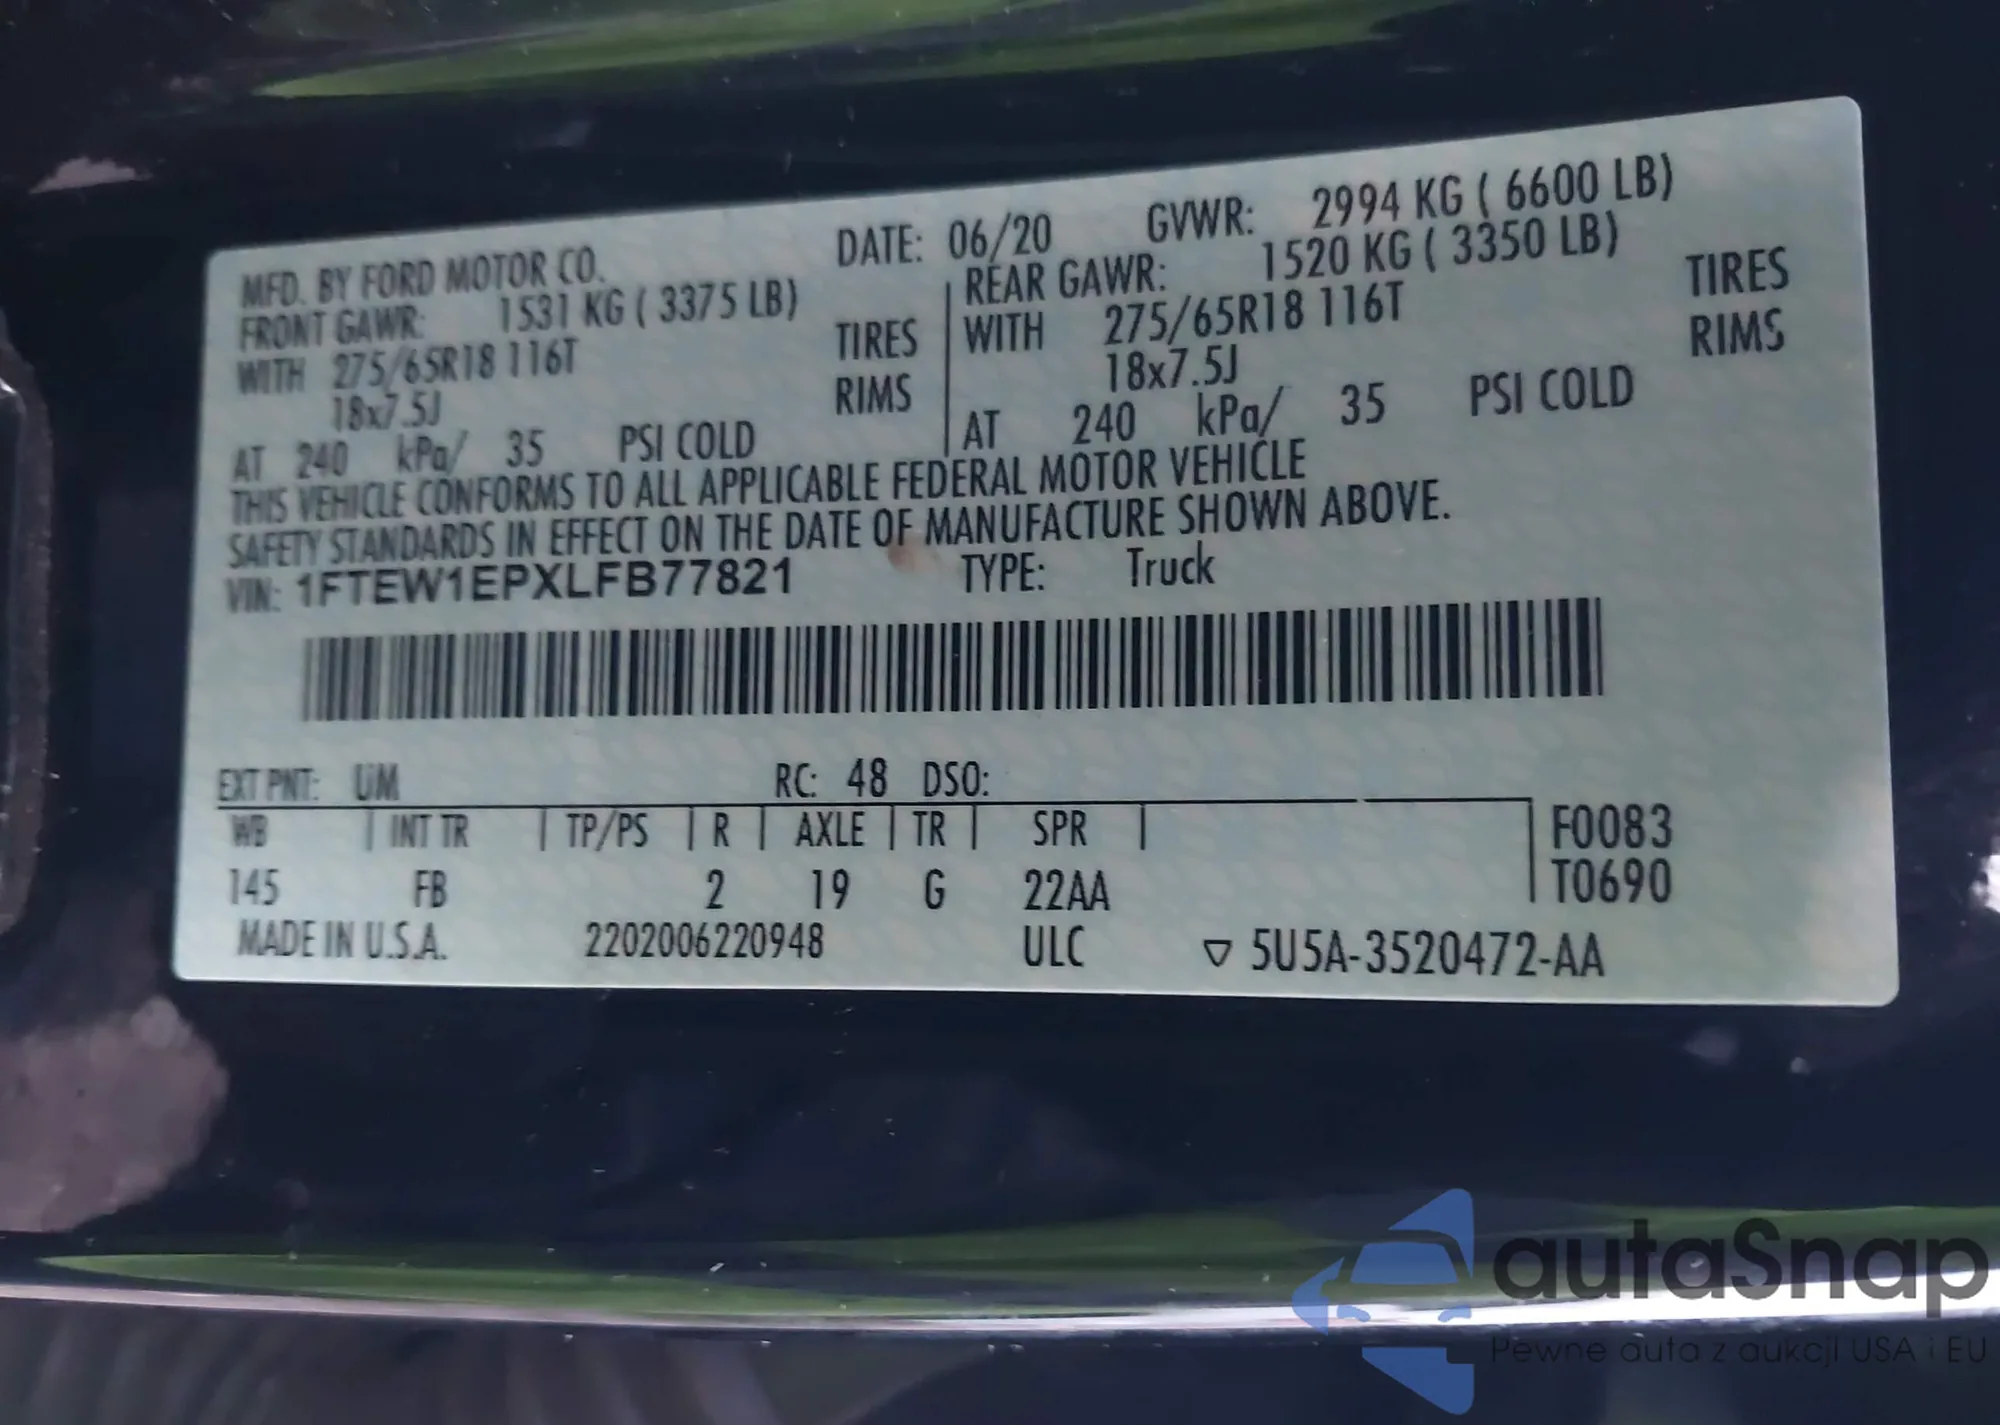 MFD. BY FORD MOTOR CO. DATE: 06/20 GVWR: 2994 KG ( 6600 LB)
FRONT GAWR: 1531 KG ( 3375 LB) REAR GAWR: 1520 KG ( 3350 LB)
WITH 275/65R18 116T TIRES WITH 275/65R18 116T TIRES
18x7.5J RIMS 18x7.5J RIMS
AT 240 kPa/ 35 PSI COLD AT 240 kPa/ 35 PSI COLD
THIS VEHICLE CONFORMS TO ALL APPLICABLE FEDERAL MOTOR VEHICLE
SAFETY STANDARDS IN EFFECT ON THE DATE OF MANUFACTURE SHOWN ABOVE.
VIN: 1FTEW1EPXLFB77821 TYPE: Truck
EXT PNT: UM RC: 48 DSO:
WB INT TR TP/PS R AXLE TR SPR F0083
145 FB 2 19 G 22AA T0690
MADE IN U.S.A. 2202006220948 ULC ▽ 5U5A-3520472-AA
autaSnap
Pewne auta z aukcji USA i EU